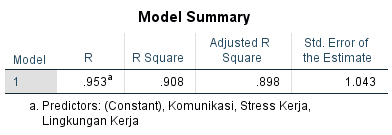 Model Summary
Adjusted R Std. Error of
Model R R Square Square the Estimate
1 .953a .908 .898 1.043
a. Predictors: (Constant), Komunikasi, Stress Kerja,
Lingkungan Kerja